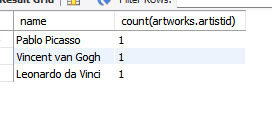 Result Grid Filter Rows:
name count(artworks.artistid)
Pablo Picasso 1
Vincent van Gogh 1
Leonardo da Vinci 1